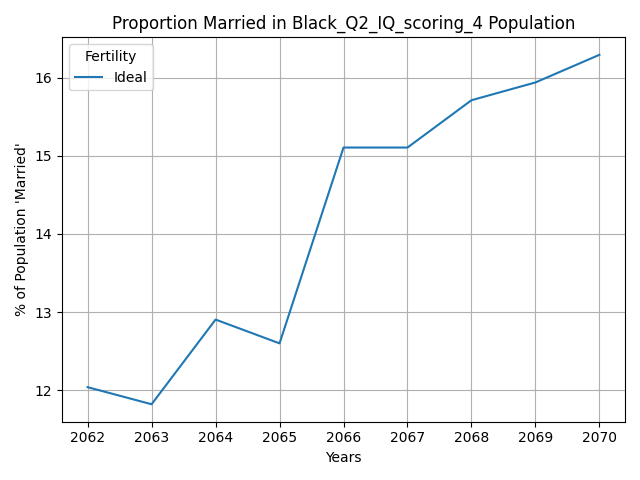 Proportion Married in Black_Q2_IQ_scoring_4 Population
Fertility
Ideal
% of Population 'Married'
16
15
14
13
12
2062 2063 2064 2065 2066 2067 2068 2069 2070
Years